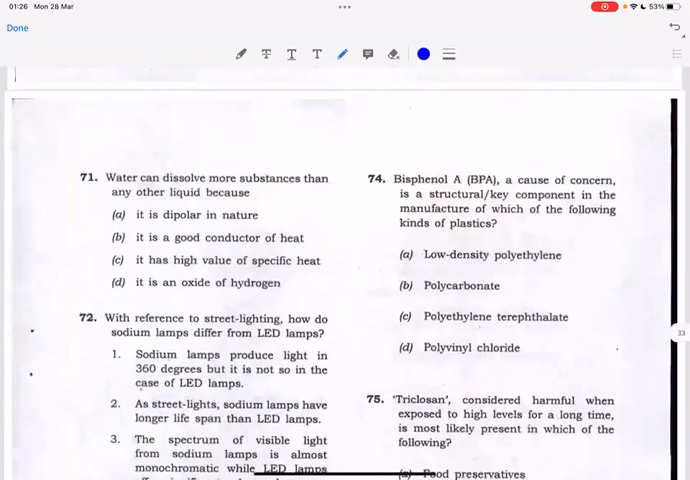 01:26 Mon 28 Mar
53%
Done
71. Water can dissolve more substances than
any other liquid because
(a) it is dipolar in nature
(b) it is a good conductor of heat
(c) it has high value of specific heat
(d) it is an oxide of hydrogen
72. With reference to street-lighting, how do
sodium lamps differ from LED lamps?
1. Sodium lamps produce light in
360 degrees but it is not so in the
case of LED lamps.
2. As street-lights, sodium lamps have
longer life span than LED lamps.
3. The spectrum of visible light
from sodium lamps is almost
monochromatic while LED lamps
74. Bisphenol A (BPA), a cause of concern,
is a structural/key component in the
manufacture of which of the following
kinds of plastics?
(a) Low-density polyethylene
(b) Polycarbonate
(c) Polyethylene terephthalate
(d) Polyvinyl chloride
75. 'Triclosan', considered harmful when
exposed to high levels for a long time,
is most likely present in which of the
following?
(a) Food preservatives
33